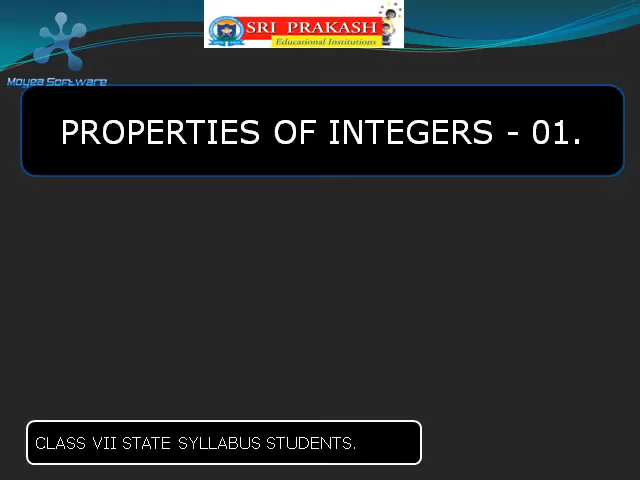 SRI PRAKASH
Educational Institutions
Moyea Software
PROPERTIES OF INTEGERS - 01.
CLASS VII STATE SYLLABUS STUDENTS.